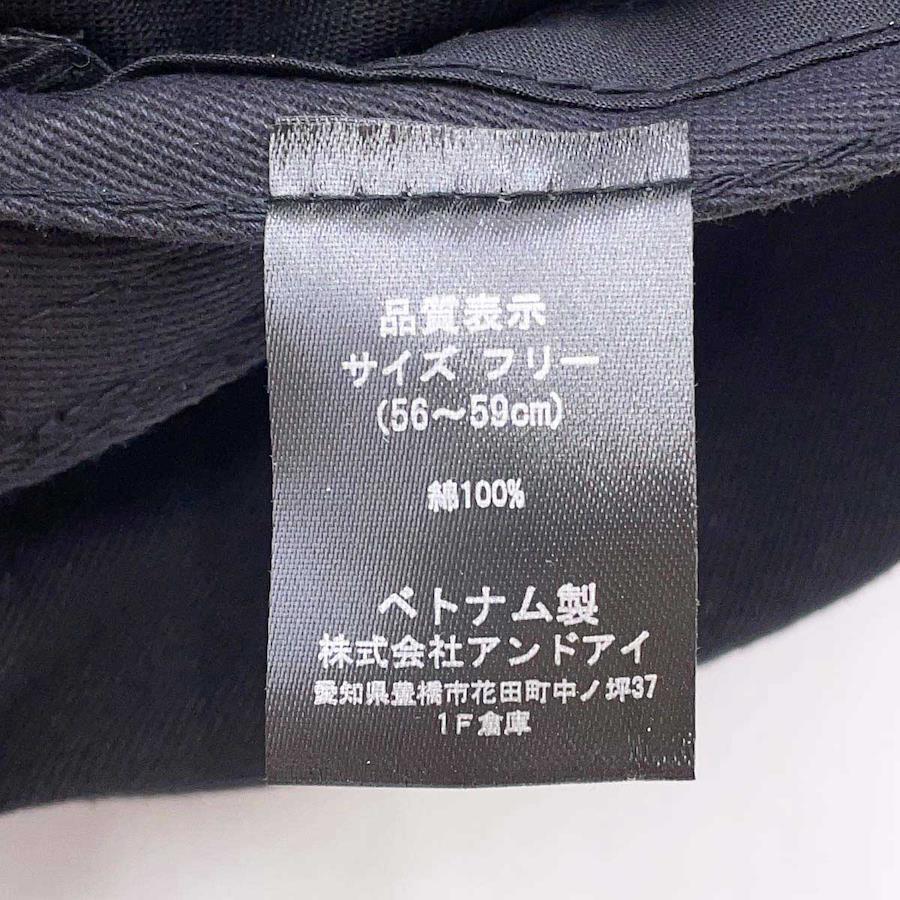 品質表示
サイズ フリー
(56～59cm)
綿100%
ベトナム製
株式会社アンドアイ
愛知県豊橋市花田町中ノ坪37
1F倉庫